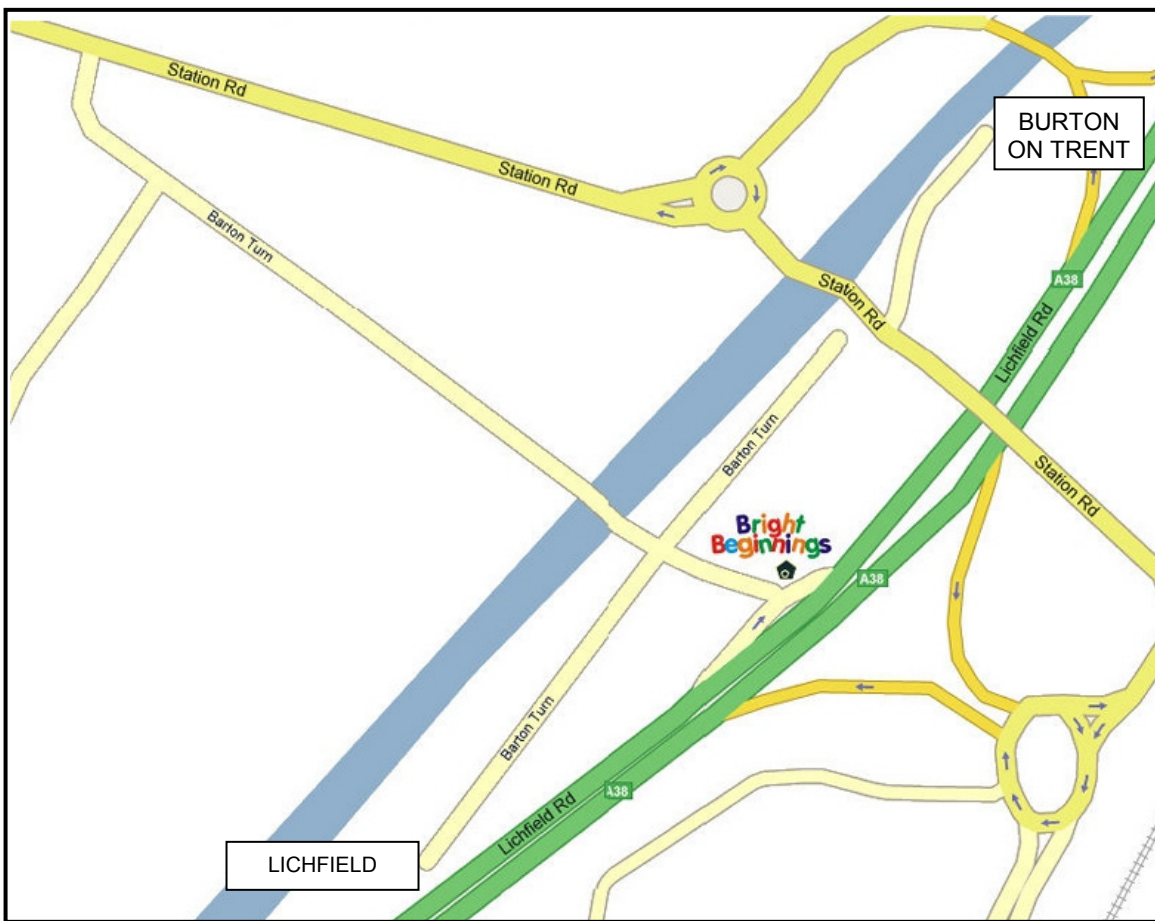 Station Rd
BURTON
ON TRENT
Station Rd
Barton Turn
A38
Station Rd
Lichfield Rd
Barton Turn
Station Rd
Bright
Beginnings
A38
Barton Turn
A38
Lichfield Rd
LICHFIELD